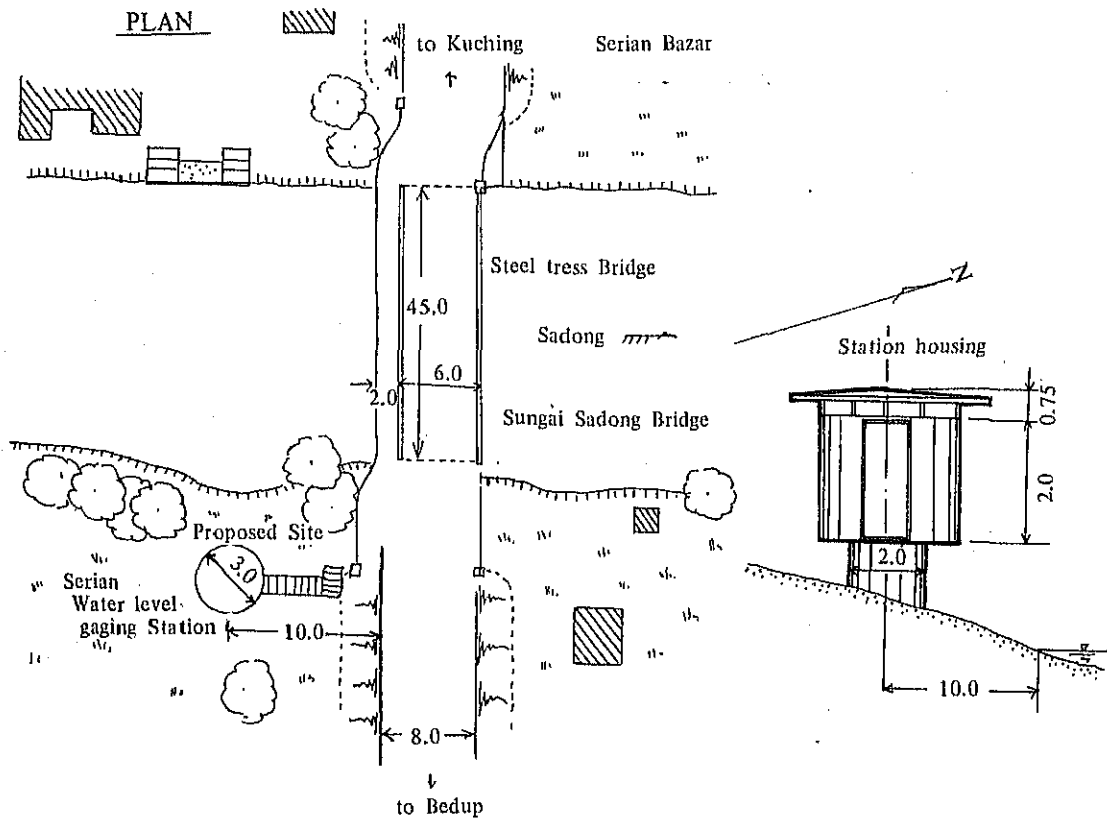 PLAN
to Kuching
Serian Bazar
Steel tress Bridge
45.0
Sadong
N
Station housing
6.0
2.0
0.75
Sungai Sadong Bridge
2.0
Proposed Site
3.0
2.0
Serian
Water level
gaging Station
10.0
10.0
8.0
to Bedup